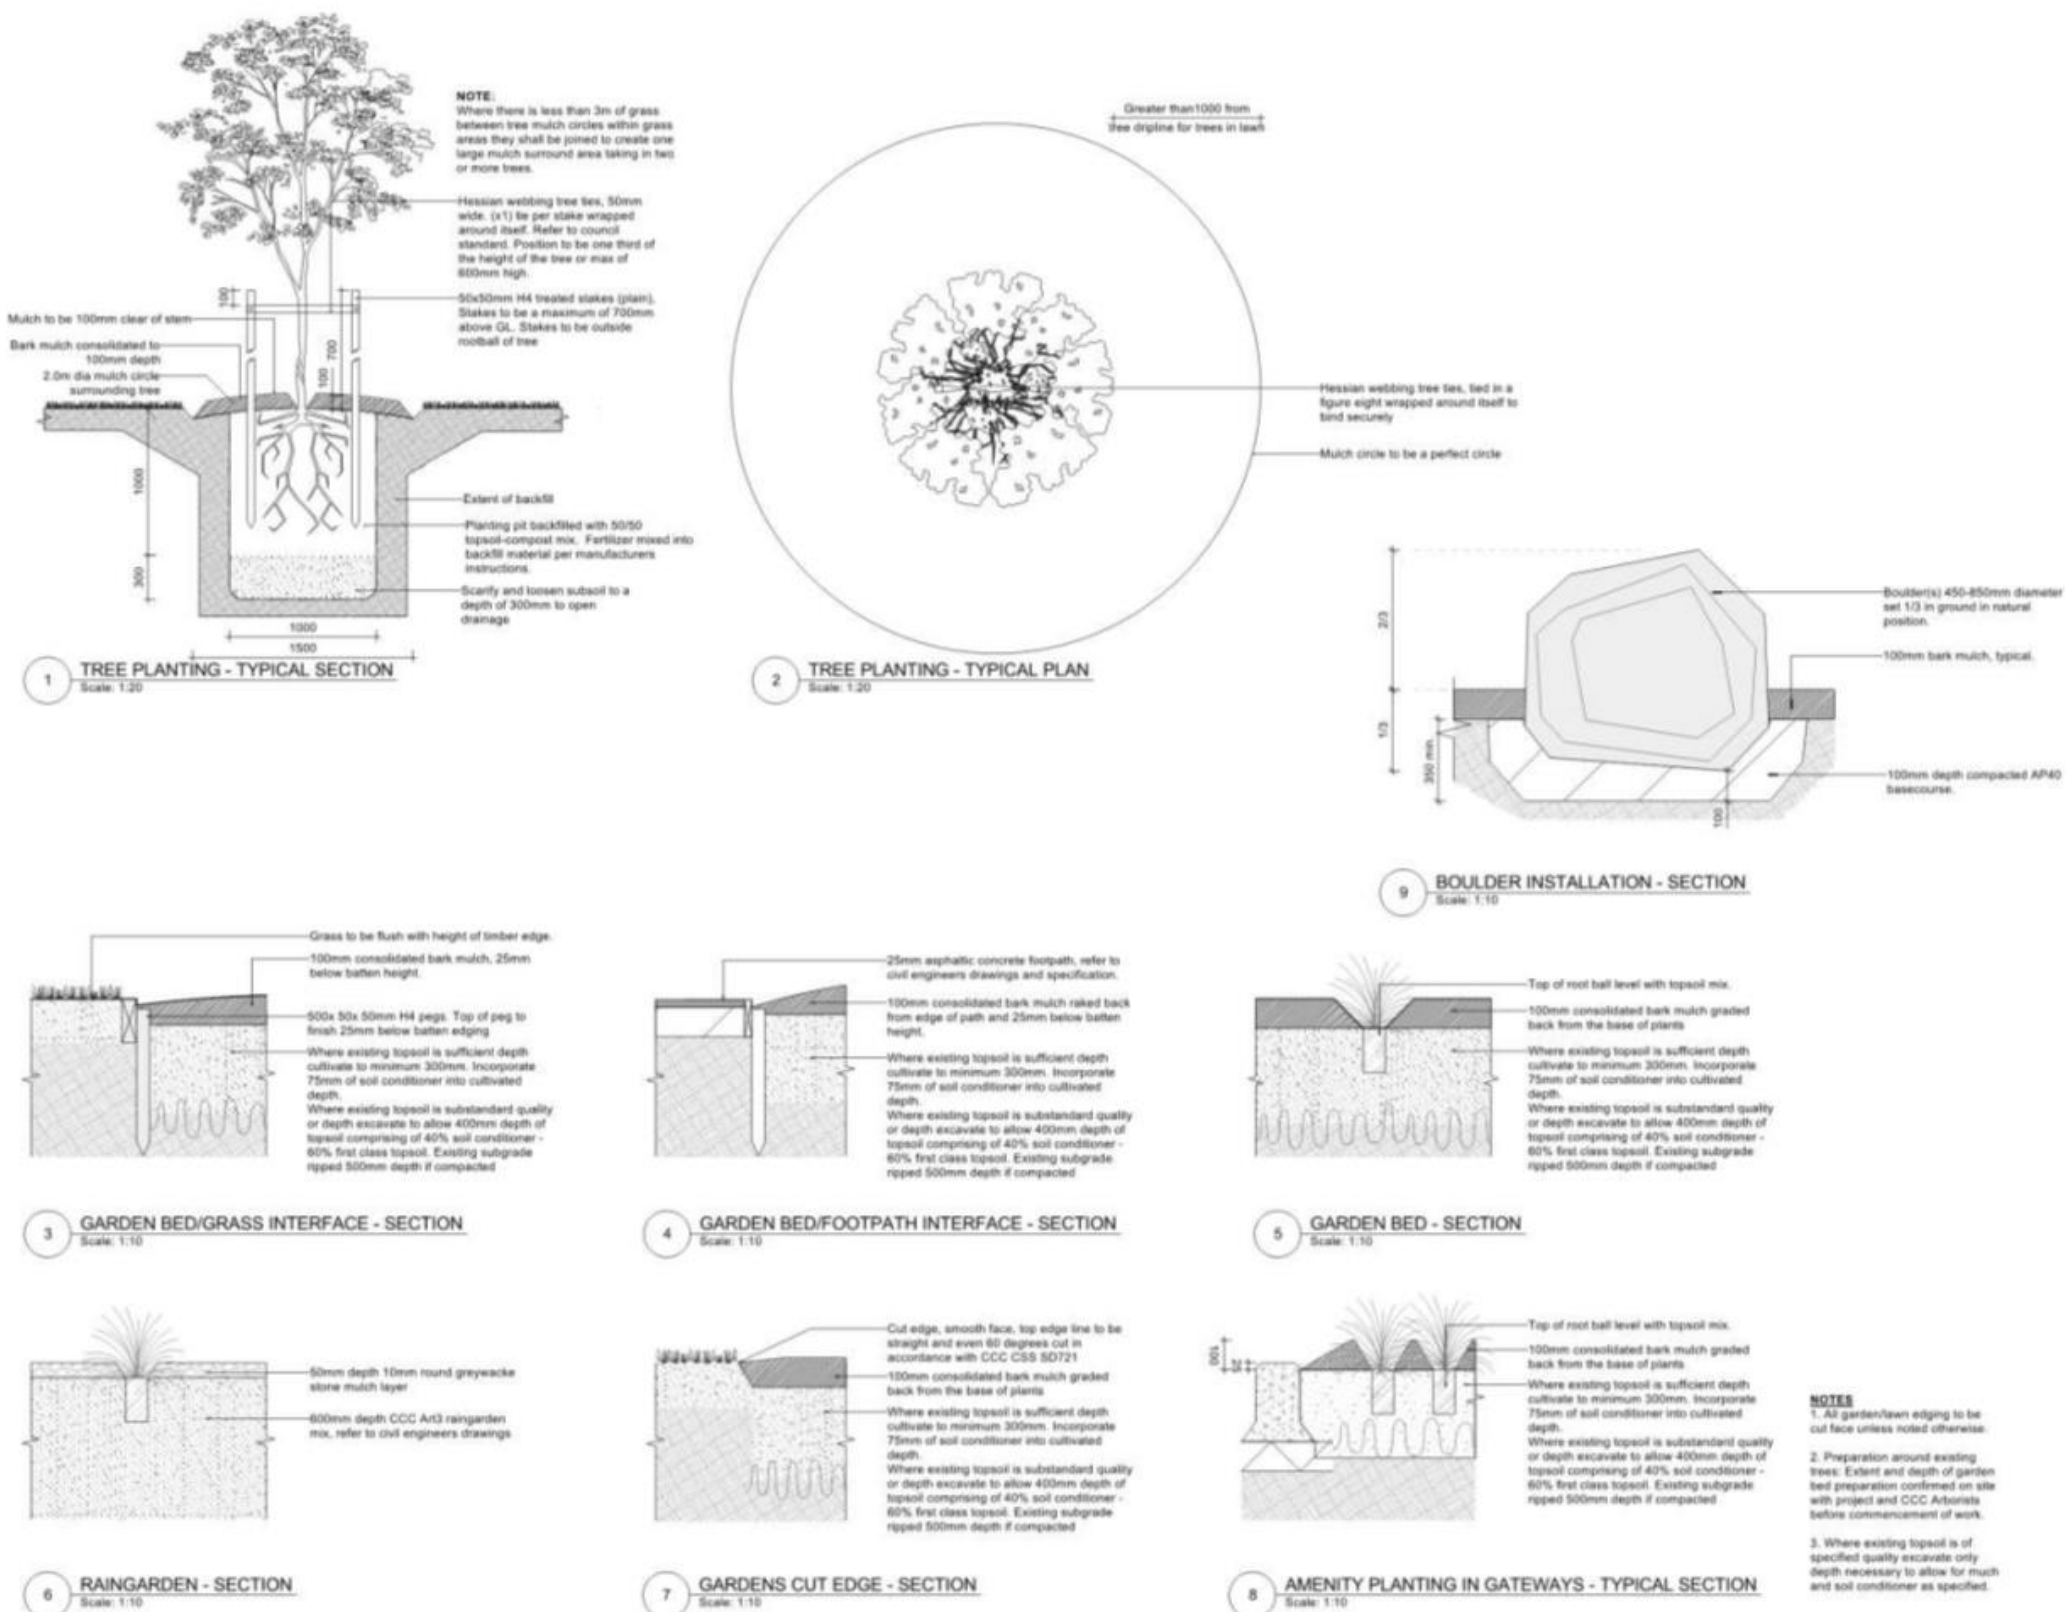 NOTE:
Where there is less than 3m of grass
between tree mulch circles within grass
areas they shall be joined to create one
large mulch surround area taking in two
or more trees.
Hessian webbing tree ties, 50mm
wide. (x1) tie per stake wrapped
around itself. Refer to council
standard. Position to be one third of
the height of the tree or max of
600mm high.
50x50mm H4 treated stakes (plain),
Stakes to be a maximum of 700mm
above GL. Stakes to be outside
rootball of tree
Mulch to be 100mm clear of stem
Bark mulch consolidated to
100mm depth
2.0m dia mulch circle
surrounding tree
100
700
100
1000
300
Extent of backfill
Planting pit backfilled with 50/50
topsoil-compost mix. Fertilizer mixed into
backfill material per manufacturers
instructions.
Scarify and loosen subsoil to a
depth of 300mm to open
drainage
1000
1500
1 TREE PLANTING - TYPICAL SECTION
Scale: 1:20
Greater than1000 from
tree dripline for trees in lawn
Hessian webbing tree ties, tied in a
figure eight wrapped around itself to
bind securely
Mulch circle to be a perfect circle
2 TREE PLANTING - TYPICAL PLAN
Scale: 1:20
2/3
1/3
350 min
100
Boulder(s) 450-850mm diameter
set 1/3 in ground in natural
position.
100mm bark mulch, typical.
100mm depth compacted AP40
basecourse.
9 BOULDER INSTALLATION - SECTION
Scale: 1:10
Grass to be flush with height of timber edge.
100mm consolidated bark mulch, 25mm
below batten height.
500x 50x 50mm H4 pegs. Top of peg to
finish 25mm below batten edging
Where existing topsoil is sufficient depth
cultivate to minimum 300mm. Incorporate
75mm of soil conditioner into cultivated
depth.
Where existing topsoil is substandard quality
or depth excavate to allow 400mm depth of
topsoil comprising of 40% soil conditioner -
60% first class topsoil. Existing subgrade
ripped 500mm depth if compacted
3 GARDEN BED/GRASS INTERFACE - SECTION
Scale: 1:10
25mm asphaltic concrete footpath, refer to
civil engineers drawings and specification.
100mm consolidated bark mulch raked back
from edge of path and 25mm below batten
height.
Where existing topsoil is sufficient depth
cultivate to minimum 300mm. Incorporate
75mm of soil conditioner into cultivated
depth.
Where existing topsoil is substandard quality
or depth excavate to allow 400mm depth of
topsoil comprising of 40% soil conditioner -
60% first class topsoil. Existing subgrade
ripped 500mm depth if compacted
4 GARDEN BED/FOOTPATH INTERFACE - SECTION
Scale: 1:10
Top of root ball level with topsoil mix.
100mm consolidated bark mulch graded
back from the base of plants
Where existing topsoil is sufficient depth
cultivate to minimum 300mm. Incorporate
75mm of soil conditioner into cultivated
depth.
Where existing topsoil is substandard quality
or depth excavate to allow 400mm depth of
topsoil comprising of 40% soil conditioner -
60% first class topsoil. Existing subgrade
ripped 500mm depth if compacted
5 GARDEN BED - SECTION
Scale: 1:10
50mm depth 10mm round greywacke
stone mulch layer
600mm depth CCC Art3 raingarden
mix, refer to civil engineers drawings
6 RAINGARDEN - SECTION
Scale: 1:10
Cut edge, smooth face, top edge line to be
straight and even 60 degrees cut in
accordance with CCC CSS SD721
100mm consolidated bark mulch graded
back from the base of plants
Where existing topsoil is sufficient depth
cultivate to minimum 300mm. Incorporate
75mm of soil conditioner into cultivated
depth.
Where existing topsoil is substandard quality
or depth excavate to allow 400mm depth of
topsoil comprising of 40% soil conditioner -
60% first class topsoil. Existing subgrade
ripped 500mm depth if compacted
7 GARDENS CUT EDGE - SECTION
Scale: 1:10
100
25
Top of root ball level with topsoil mix.
100mm consolidated bark mulch graded
back from the base of plants
Where existing topsoil is sufficient depth
cultivate to minimum 300mm. Incorporate
75mm of soil conditioner into cultivated
depth.
Where existing topsoil is substandard quality
or depth excavate to allow 400mm depth of
topsoil comprising of 40% soil conditioner -
60% first class topsoil. Existing subgrade
ripped 500mm depth if compacted
8 AMENITY PLANTING IN GATEWAYS - TYPICAL SECTION
Scale: 1:10
NOTES
1. All garden/lawn edging to be
cut face unless noted otherwise.
2. Preparation around existing
trees: Extent and depth of garden
bed preparation confirmed on site
with project and CCC Arborists
before commencement of work.
3. Where existing topsoil is of
specified quality excavate only
depth necessary to allow for much
and soil conditioner as specified.